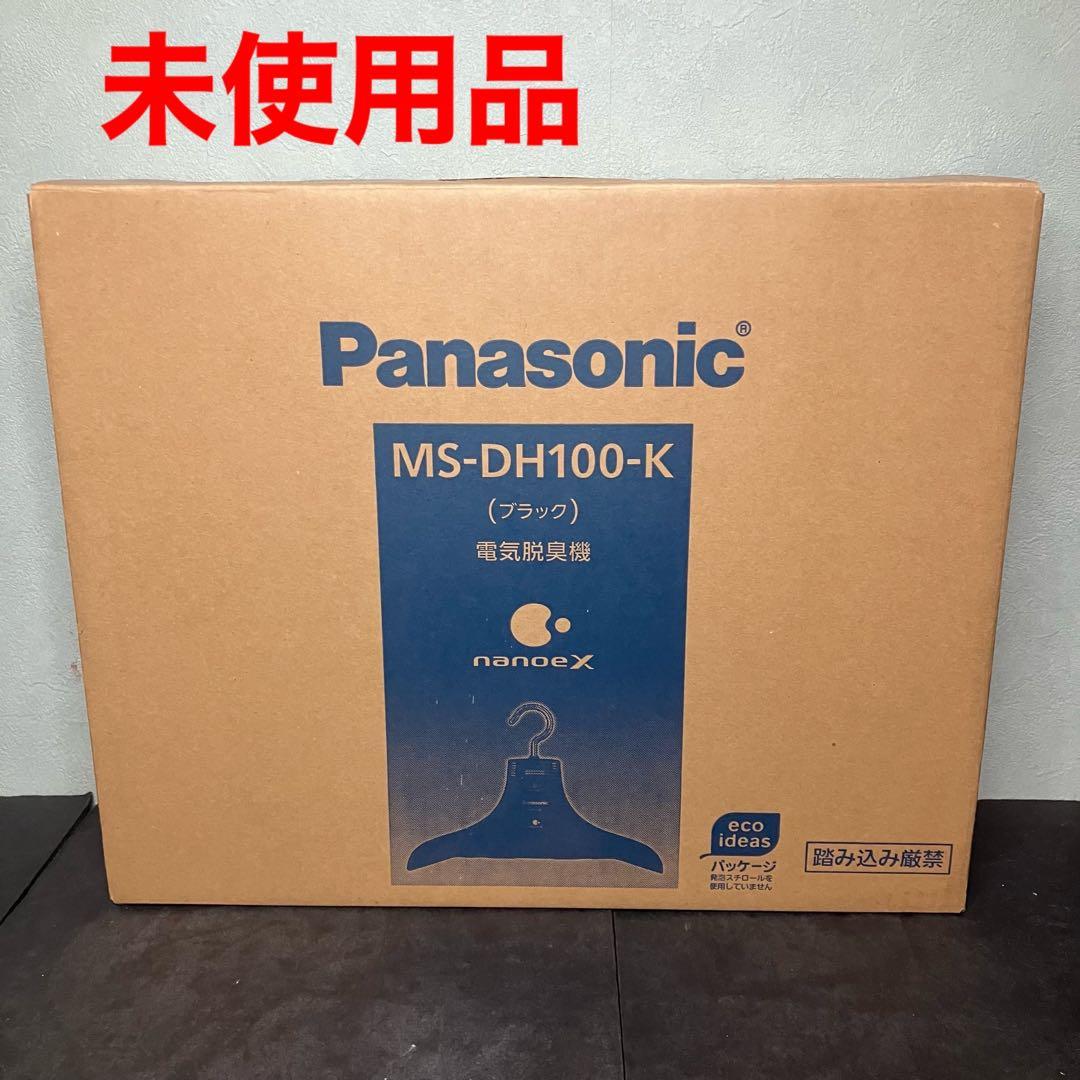 未使用品
Panasonic®
MS-DH100-K
(ブラック)
電気脱臭機
nanoeX
Panasonic
eco
ideas
パッケージ
発泡スチロールを
使用していません
踏み込み厳禁